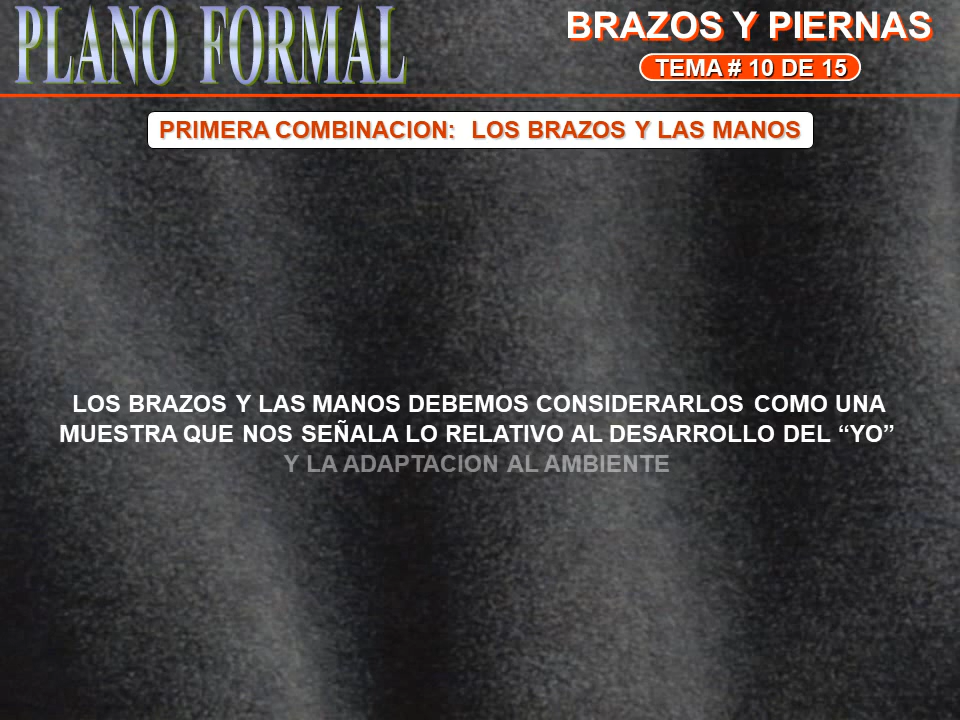 PLANO FORMAL
BRAZOS Y PIERNAS
TEMA # 10 DE 15
PRIMERA COMBINACION: LOS BRAZOS Y LAS MANOS
LOS BRAZOS Y LAS MANOS DEBEMOS CONSIDERARLOS COMO UNA
MUESTRA QUE NOS SEÑALA LO RELATIVO AL DESARROLLO DEL “YO”
Y LA ADAPTACION AL AMBIENTE